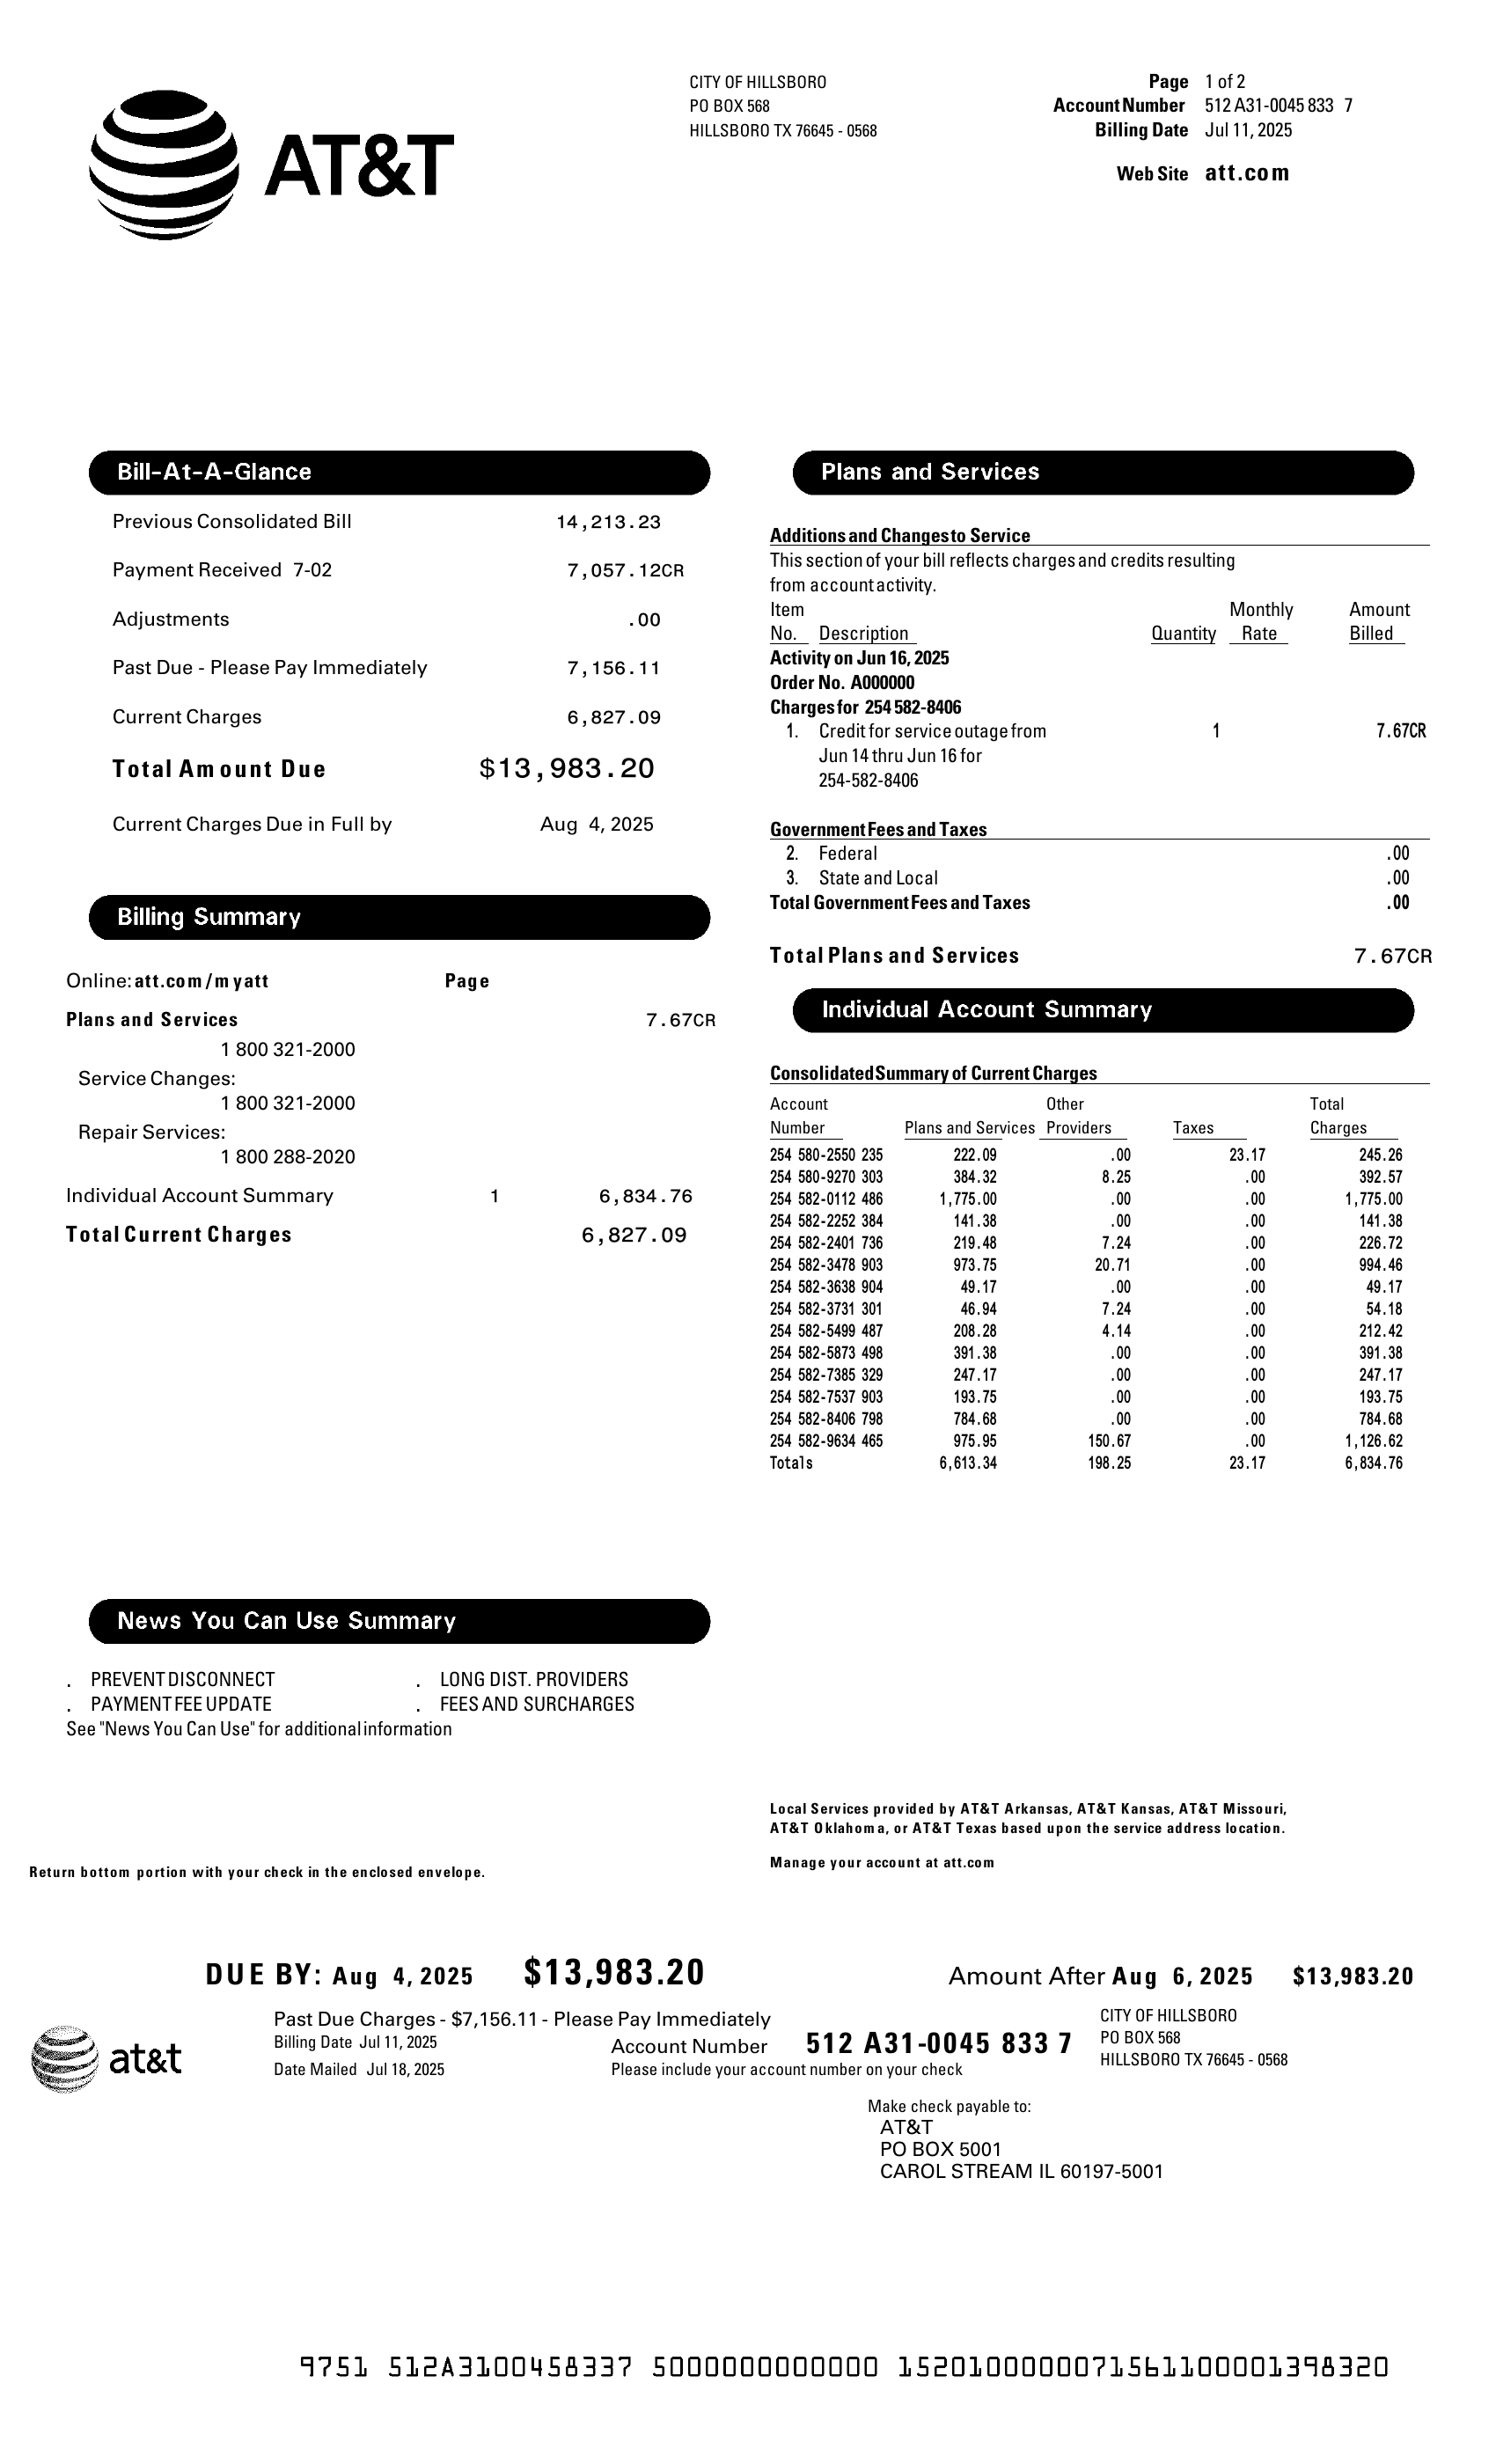 AT&T
CITY OF HILLSBORO
PO BOX 568
HILLSBORO TX 76645 - 0568
Page 1 of 2
Account Number 512 A31-0045 833 7
Billing Date Jul 11, 2025
Web Site att.com
Bill-At-A-Glance
Previous Consolidated Bill 14,213.23
Payment Received 7-02 7,057.12CR
Adjustments .00
Past Due - Please Pay Immediately 7,156.11
Current Charges 6,827.09
Total Amount Due $13,983.20
Current Charges Due in Full by Aug 4, 2025
Billing Summary
Online: att.com/myatt Page
Plans and Services 7.67CR
1 800 321-2000
Service Changes:
1 800 321-2000
Repair Services:
1 800 288-2020
Individual Account Summary 1 6,834.76
Total Current Charges 6,827.09
Plans and Services
Additions and Changes to Service
This section of your bill reflects charges and credits resulting
from account activity.
Item Monthly Amount
No. Description Quantity Rate Billed
Activity on Jun 16, 2025
Order No. A000000
Charges for 254 582-8406
1. Credit for service outage from 1 7.67CR
Jun 14 thru Jun 16 for
254-582-8406
Government Fees and Taxes
2. Federal .00
3. State and Local .00
Total Government Fees and Taxes .00
Total Plans and Services 7.67CR
Individual Account Summary
Consolidated Summary of Current Charges
Account Other Total
Number Plans and Services Providers Taxes Charges
254 580-2550 235 222.09 .00 23.17 245.26
254 580-9270 303 384.32 8.25 .00 392.57
254 582-0112 486 1,775.00 .00 .00 1,775.00
254 582-2252 384 141.38 .00 .00 141.38
254 582-2401 736 219.48 7.24 .00 226.72
254 582-3478 903 973.75 20.71 .00 994.46
254 582-3638 904 49.17 .00 .00 49.17
254 582-3731 301 46.94 7.24 .00 54.18
254 582-5499 487 208.28 4.14 .00 212.42
254 582-5873 498 391.38 .00 .00 391.38
254 582-7385 329 247.17 .00 .00 247.17
254 582-7537 903 193.75 .00 .00 193.75
254 582-8406 798 784.68 .00 .00 784.68
254 582-9634 465 975.95 150.67 .00 1,126.62
Totals 6,613.34 198.25 23.17 6,834.76
News You Can Use Summary
. PREVENT DISCONNECT . LONG DIST. PROVIDERS
. PAYMENT FEE UPDATE . FEES AND SURCHARGES
See "News You Can Use" for additional information
Local Services provided by AT&T Arkansas, AT&T Kansas, AT&T Missouri,
AT&T Oklahoma, or AT&T Texas based upon the service address location.
Manage your account at att.com
Return bottom portion with your check in the enclosed envelope.
DUE BY: Aug 4, 2025 $13,983.20
Amount After Aug 6, 2025 $13,983.20
at&t
Past Due Charges - $7,156.11 - Please Pay Immediately
Billing Date Jul 11, 2025
Date Mailed Jul 18, 2025
Account Number 512 A31-0045 833 7
Please include your account number on your check
CITY OF HILLSBORO
PO BOX 568
HILLSBORO TX 76645 - 0568
Make check payable to:
AT&T
PO BOX 5001
CAROL STREAM IL 60197-5001
9751 512A3100458337 5000000000000 15201000000071561100001398320